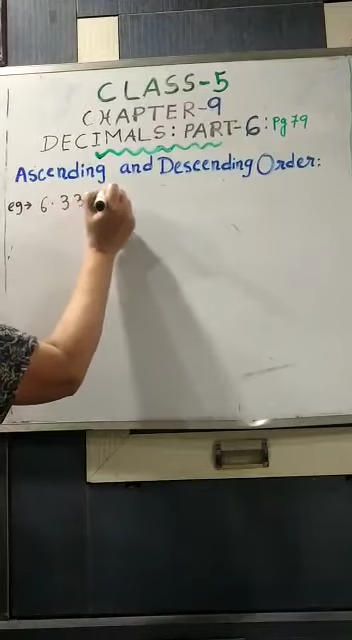 CLASS-5
CHAPTER-9
DECIMALS: PART-6: Pg 79
Ascending and Descending Order:
eg→ 6.33